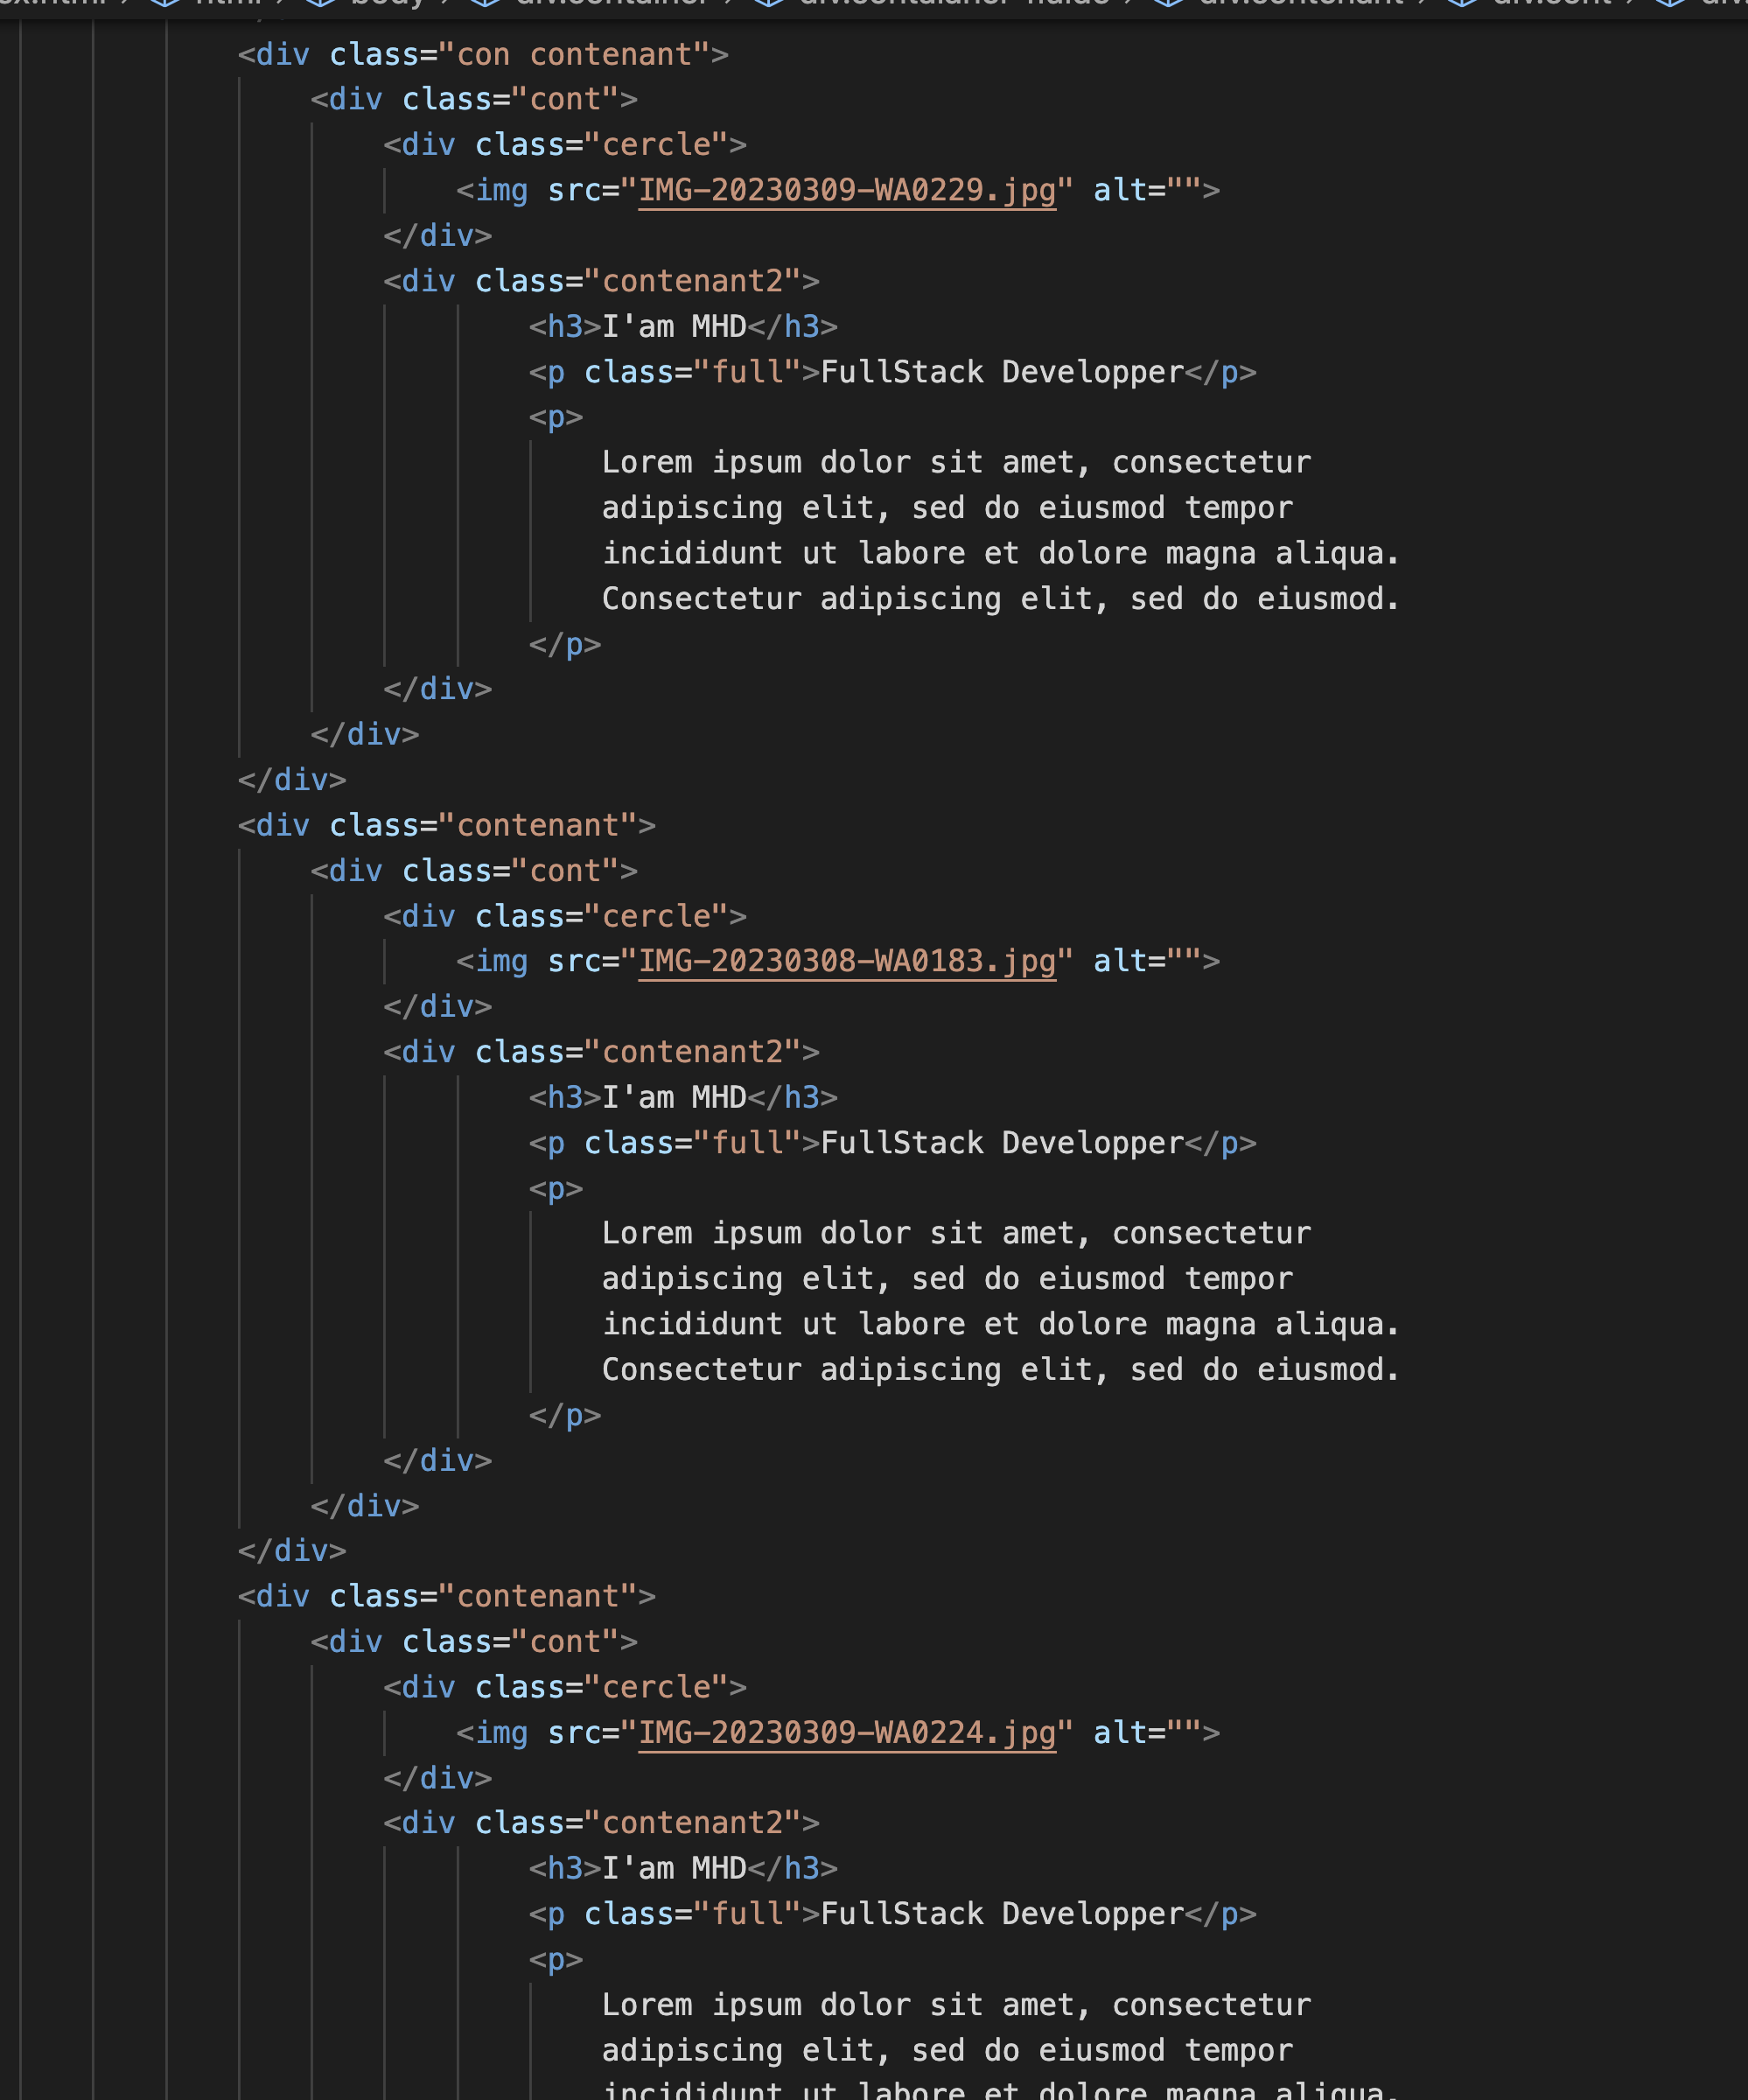 html > body > div.container > div.contenant > div.cont >
<div class="con contenant">
<div class="cont">
<div class="cercle">
<img src="IMG-20230309-WA0229.jpg" alt="">
</div>
<div class="contenant2">
<h3>I'am MHD</h3>
<p class="full">FullStack Developper</p>
<p>
Lorem ipsum dolor sit amet, consectetur
adipiscing elit, sed do eiusmod tempor
incididunt ut labore et dolore magna aliqua.
Consectetur adipiscing elit, sed do eiusmod.
</p>
</div>
</div>
</div>
<div class="contenant">
<div class="cont">
<div class="cercle">
<img src="IMG-20230308-WA0183.jpg" alt="">
</div>
<div class="contenant2">
<h3>I'am MHD</h3>
<p class="full">FullStack Developper</p>
<p>
Lorem ipsum dolor sit amet, consectetur
adipiscing elit, sed do eiusmod tempor
incididunt ut labore et dolore magna aliqua.
Consectetur adipiscing elit, sed do eiusmod.
</p>
</div>
</div>
</div>
<div class="contenant">
<div class="cont">
<div class="cercle">
<img src="IMG-20230309-WA0224.jpg" alt="">
</div>
<div class="contenant2">
<h3>I'am MHD</h3>
<p class="full">FullStack Developper</p>
<p>
Lorem ipsum dolor sit amet, consectetur
adipiscing elit, sed do eiusmod tempor
incididunt ut labore et dolore magna aliqua.